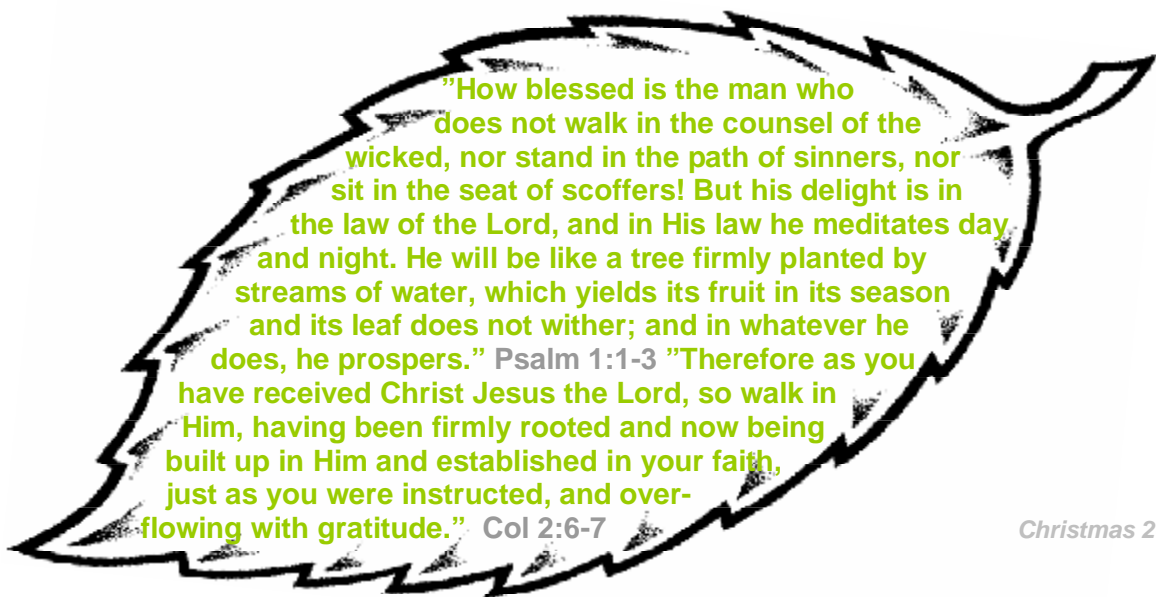 ”How blessed is the man who
does not walk in the counsel of the
wicked, nor stand in the path of sinners, nor
sit in the seat of scoffers! But his delight is in
the law of the Lord, and in His law he meditates day
and night. He will be like a tree firmly planted by
streams of water, which yields its fruit in its season
and its leaf does not wither; and in whatever he
does, he prospers.” Psalm 1:1-3 ”Therefore as you
have received Christ Jesus the Lord, so walk in
Him, having been firmly rooted and now being
built up in Him and established in your faith,
just as you were instructed, and over-
flowing with gratitude.” Col 2:6-7
Christmas 2